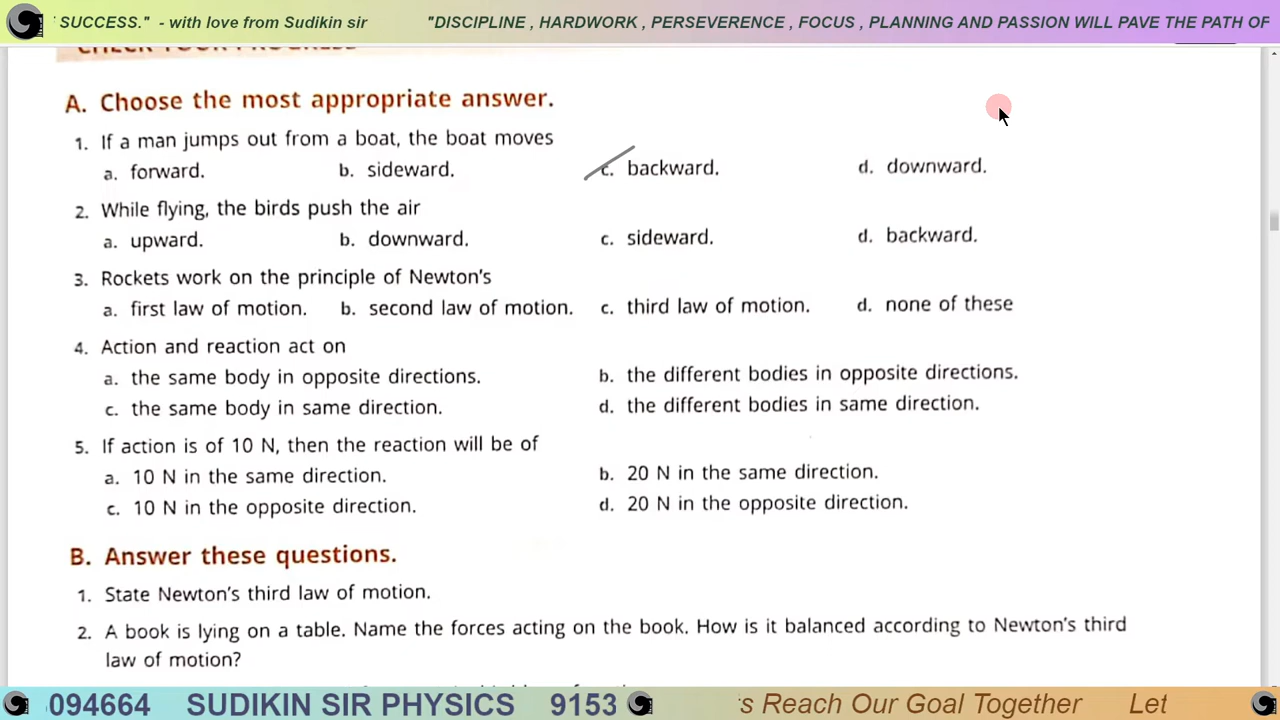 SUCCESS." - with love from Sudikin sir "DISCIPLINE , HARDWORK , PERSEVERENCE , FOCUS , PLANNING AND PASSION WILL PAVE THE PATH OF
CHECK YOUR PROGRESS
A. Choose the most appropriate answer.
1. If a man jumps out from a boat, the boat moves
a. forward. b. sideward. c. backward. d. downward.
2. While flying, the birds push the air
a. upward. b. downward. c. sideward. d. backward.
3. Rockets work on the principle of Newton's
a. first law of motion. b. second law of motion. c. third law of motion. d. none of these
4. Action and reaction act on
a. the same body in opposite directions. b. the different bodies in opposite directions.
c. the same body in same direction. d. the different bodies in same direction.
5. If action is of 10 N, then the reaction will be of
a. 10 N in the same direction. b. 20 N in the same direction.
c. 10 N in the opposite direction. d. 20 N in the opposite direction.
B. Answer these questions.
1. State Newton's third law of motion.
2. A book is lying on a table. Name the forces acting on the book. How is it balanced according to Newton's third
law of motion?
094664 SUDIKIN SIR PHYSICS 9153 's Reach Our Goal Together Let